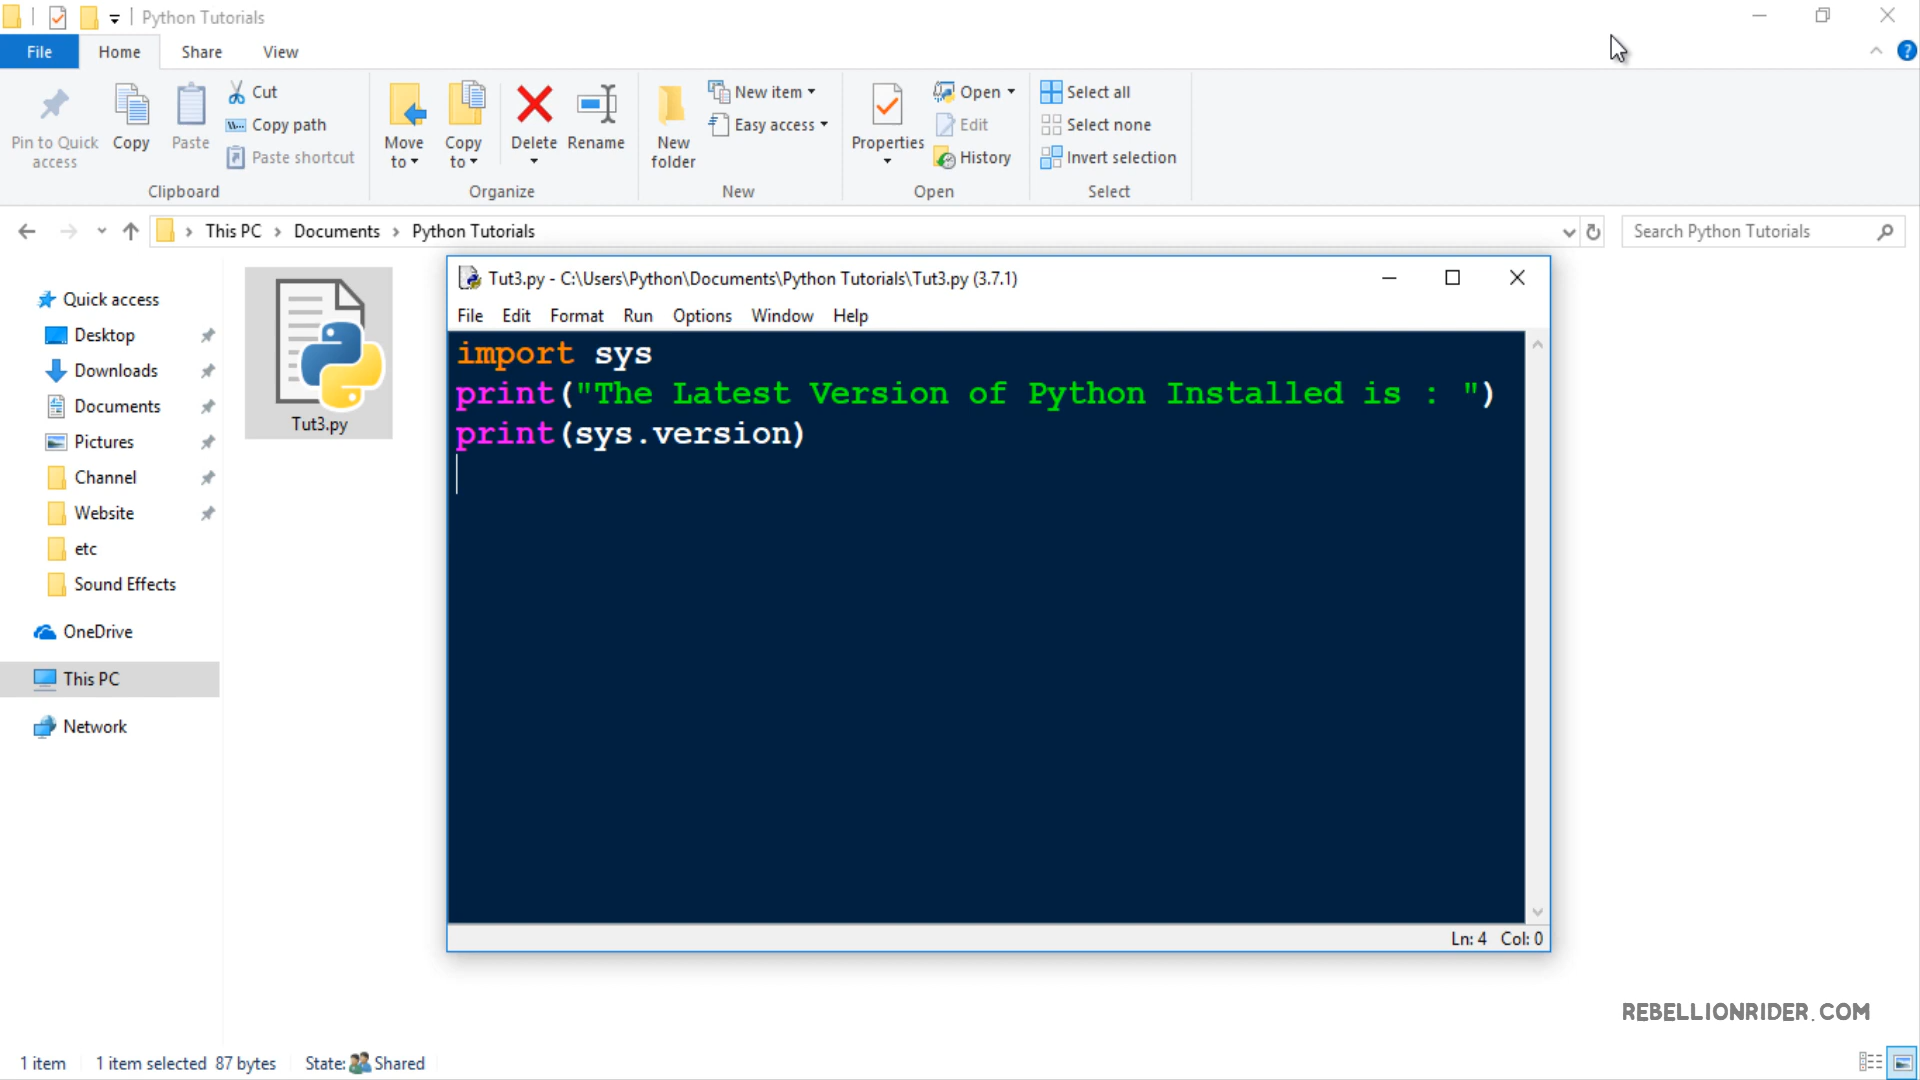 Python Tutorials
File Home Share View
Pin to Quick access
Copy
Paste
Cut
Copy path
Paste shortcut
Clipboard
Move to
Copy to
Delete
Rename
Organize
New folder
New item
Easy access
New
Properties
Open
Edit
History
Open
Select all
Select none
Invert selection
Select
This PC > Documents > Python Tutorials
Search Python Tutorials
Quick access
Desktop
Downloads
Documents
Pictures
Channel
Website
etc
Sound Effects
OneDrive
This PC
Network
Tut3.py
Tut3.py - C:\Users\Python\Documents\Python Tutorials\Tut3.py (3.7.1)
File Edit Format Run Options Window Help
import sys
print("The Latest Version of Python Installed is : ")
print(sys.version)
Ln: 4 Col: 0
REBELLIONRIDER.COM
1 item 1 item selected 87 bytes State: Shared